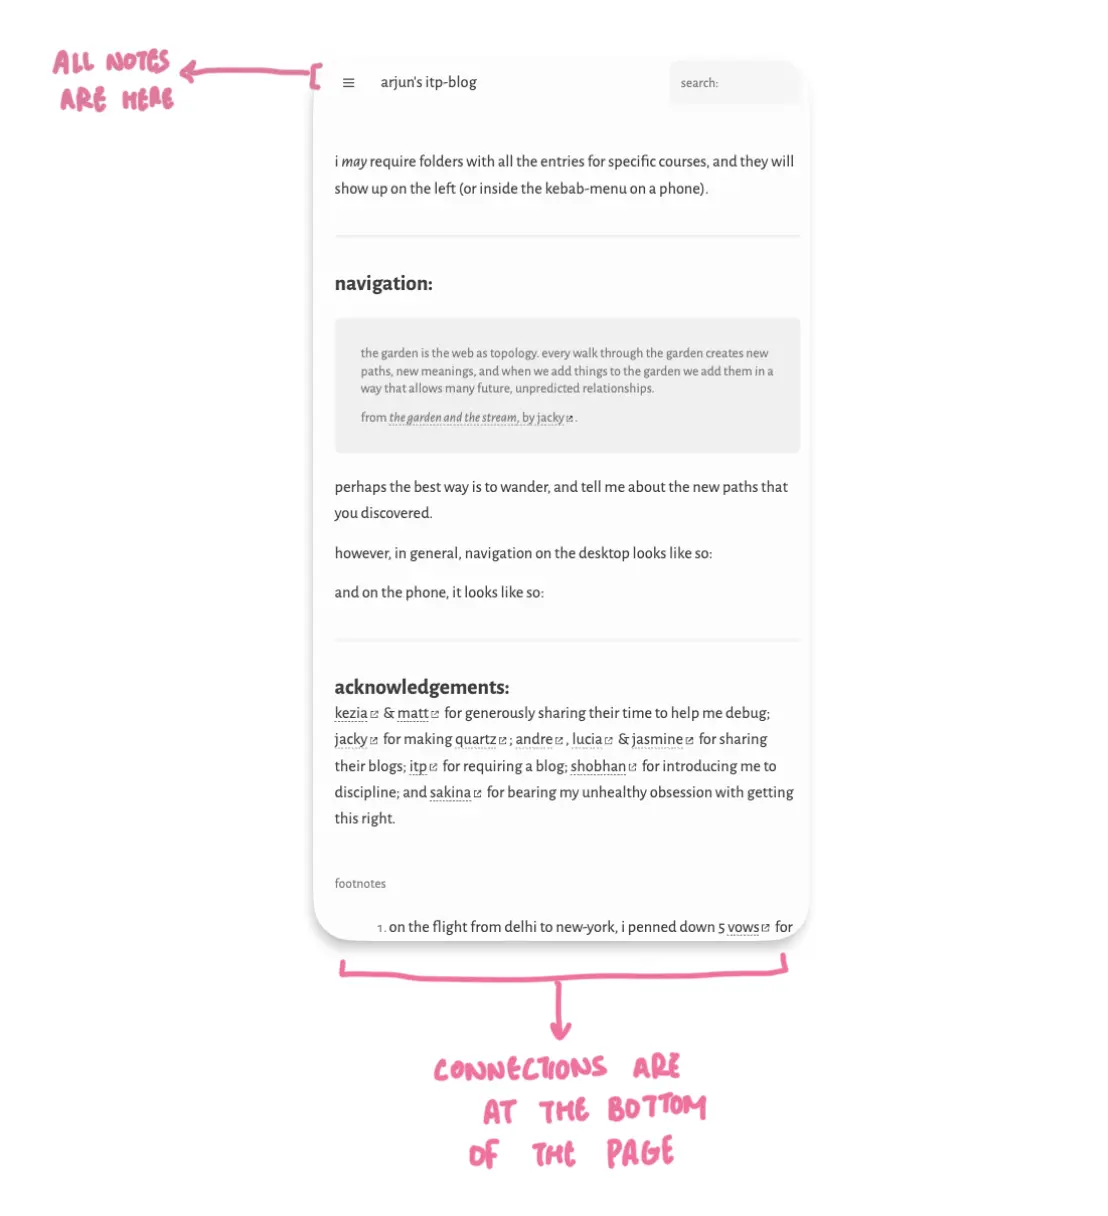 ALL NOTES
ARE HERE
arjun's itp-blog
search:
i may require folders with all the entries for specific courses, and they will
show up on the left (or inside the kebab-menu on a phone).
navigation:
the garden is the web as topology. every walk through the garden creates new
paths, new meanings, and when we add things to the garden we add them in a
way that allows many future, unpredicted relationships.
from the garden and the stream, by jacky.
perhaps the best way is to wander, and tell me about the new paths that
you discovered.
however, in general, navigation on the desktop looks like so:
and on the phone, it looks like so:
acknowledgements:
kezia & matt for generously sharing their time to help me debug;
jacky for making quartz; andre, lucia & jasmine for sharing
their blogs; itp for requiring a blog; shobhan for introducing me to
discipline; and sakina for bearing my unhealthy obsession with getting
this right.
footnotes
1. on the flight from delhi to new-york, i penned down 5 vows for
CONNECTIONS ARE
AT THE BOTTOM
OF THE PAGE